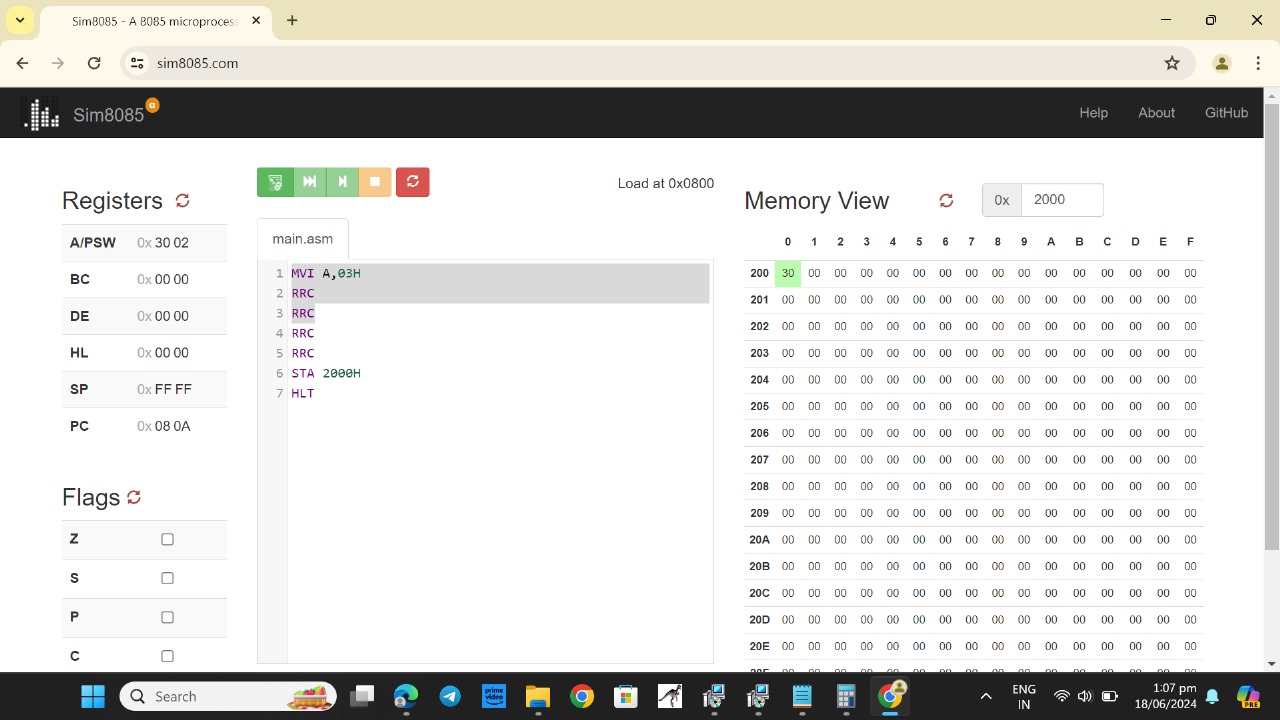 Sim8085 - A 8085 microproces
sim8085.com
Sim8085 α
Help About GitHub
Registers
A/PSW 0x 30 02
BC 0x 00 00
DE 0x 00 00
HL 0x 00 00
SP 0x FF FF
PC 0x 08 0A
Flags
Z
S
P
C
Load at 0x0800
main.asm
1 MVI A,03H
2 RRC
3 RRC
4 RRC
5 RRC
6 STA 2000H
7 HLT
Memory View 0x 2000
0 1 2 3 4 5 6 7 8 9 A B C D E F
200 30 00 00 00 00 00 00 00 00 00 00 00 00 00 00 00
201 00 00 00 00 00 00 00 00 00 00 00 00 00 00 00 00
202 00 00 00 00 00 00 00 00 00 00 00 00 00 00 00 00
203 00 00 00 00 00 00 00 00 00 00 00 00 00 00 00 00
204 00 00 00 00 00 00 00 00 00 00 00 00 00 00 00 00
205 00 00 00 00 00 00 00 00 00 00 00 00 00 00 00 00
206 00 00 00 00 00 00 00 00 00 00 00 00 00 00 00 00
207 00 00 00 00 00 00 00 00 00 00 00 00 00 00 00 00
208 00 00 00 00 00 00 00 00 00 00 00 00 00 00 00 00
209 00 00 00 00 00 00 00 00 00 00 00 00 00 00 00 00
20A 00 00 00 00 00 00 00 00 00 00 00 00 00 00 00 00
20B 00 00 00 00 00 00 00 00 00 00 00 00 00 00 00 00
20C 00 00 00 00 00 00 00 00 00 00 00 00 00 00 00 00
20D 00 00 00 00 00 00 00 00 00 00 00 00 00 00 00 00
20E 00 00 00 00 00 00 00 00 00 00 00 00 00 00 00 00
Search
prime video
ENG
IN
1:07 pm
18/06/2024
PRE